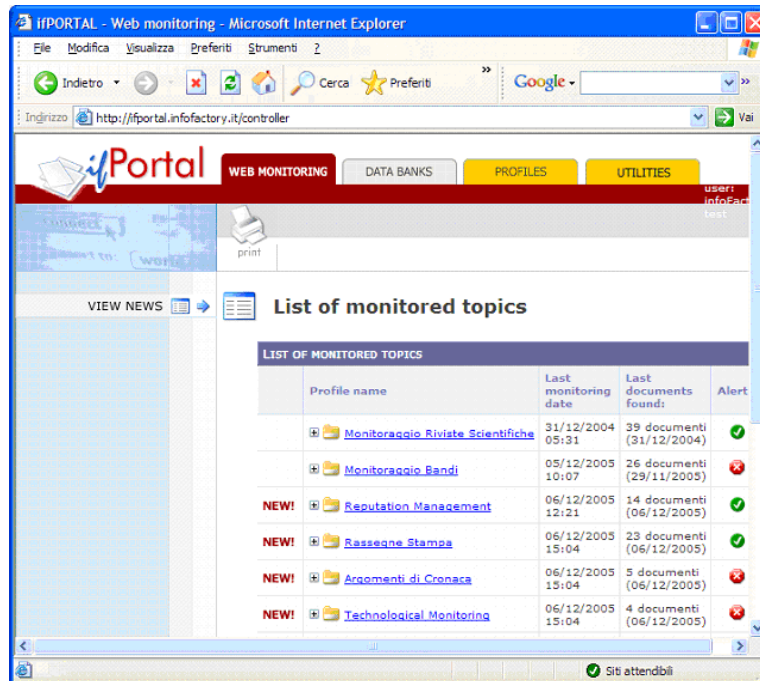 ifPORTAL - Web monitoring - Microsoft Internet Explorer
File Modifica Visualizza Preferiti Strumenti ?
Indietro Cerca Preferiti » Google »
Indirizzo http://ifportal.infofactory.it/controller Vai
ifPortal WEB MONITORING DATA BANKS PROFILES UTILITIES
user:
infoFact
test
print
VIEW NEWS List of monitored topics
LIST OF MONITORED TOPICS
Profile name Last monitoring date Last documents found: Alert
Monitoraggio Riviste Scientifiche 31/12/2004 05:31 39 documenti (31/12/2004)
Monitoraggio Bandi 05/12/2005 10:07 26 documenti (29/11/2005)
NEW! Reputation Management 06/12/2005 12:21 14 documenti (06/12/2005)
NEW! Rassegne Stampa 06/12/2005 15:04 23 documenti (06/12/2005)
NEW! Argomenti di Cronaca 06/12/2005 15:04 5 documenti (06/12/2005)
NEW! Technological Monitoring 06/12/2005 15:04 4 documenti (06/12/2005)
Siti attendibili